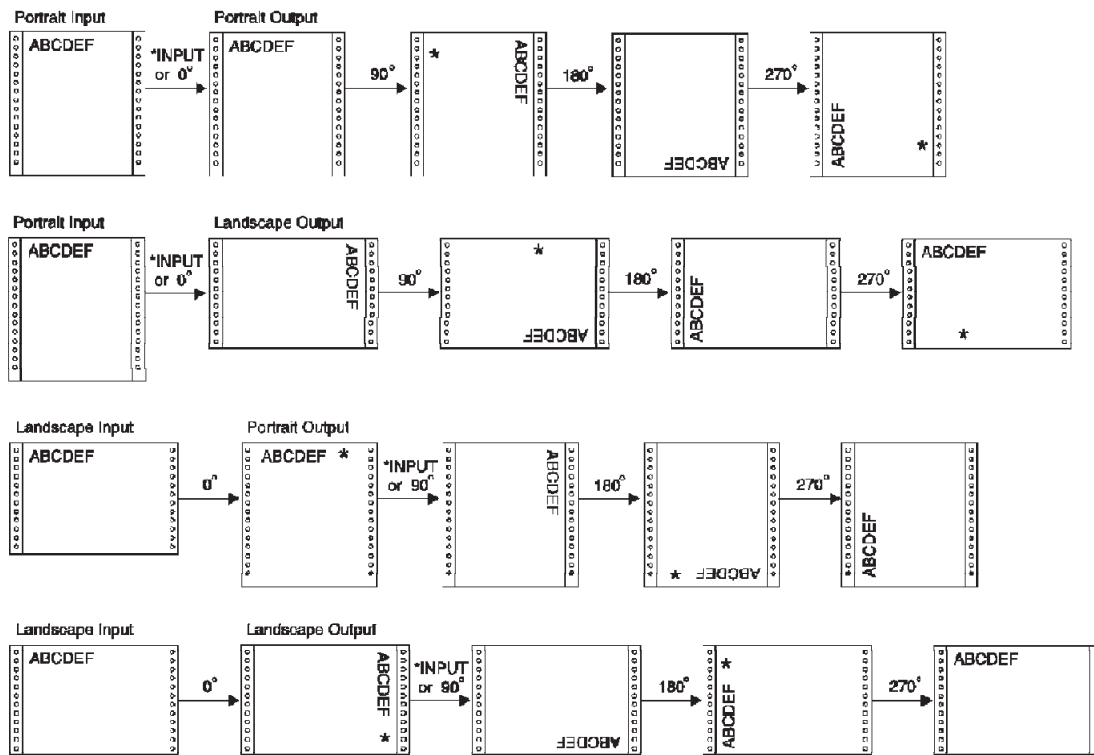 Portrait Input Portrait Output
ABCDEF *INPUT or 0° ABCDEF 90° * ABCDEF 180° ABCDEF 270° ABCDEF *
Portrait Input Landscape Output
ABCDEF *INPUT or 0° ABCDEF 90° * ABCDEF 180° ABCDEF 270° ABCDEF *
Landscape Input Portrait Output
ABCDEF 0° ABCDEF * *INPUT or 90° ABCDEF 180° * ABCDEF 270° ABCDEF
Landscape Input Landscape Output
ABCDEF 0° ABCDEF * *INPUT or 90° ABCDEF 180° * ABCDEF 270° ABCDEF